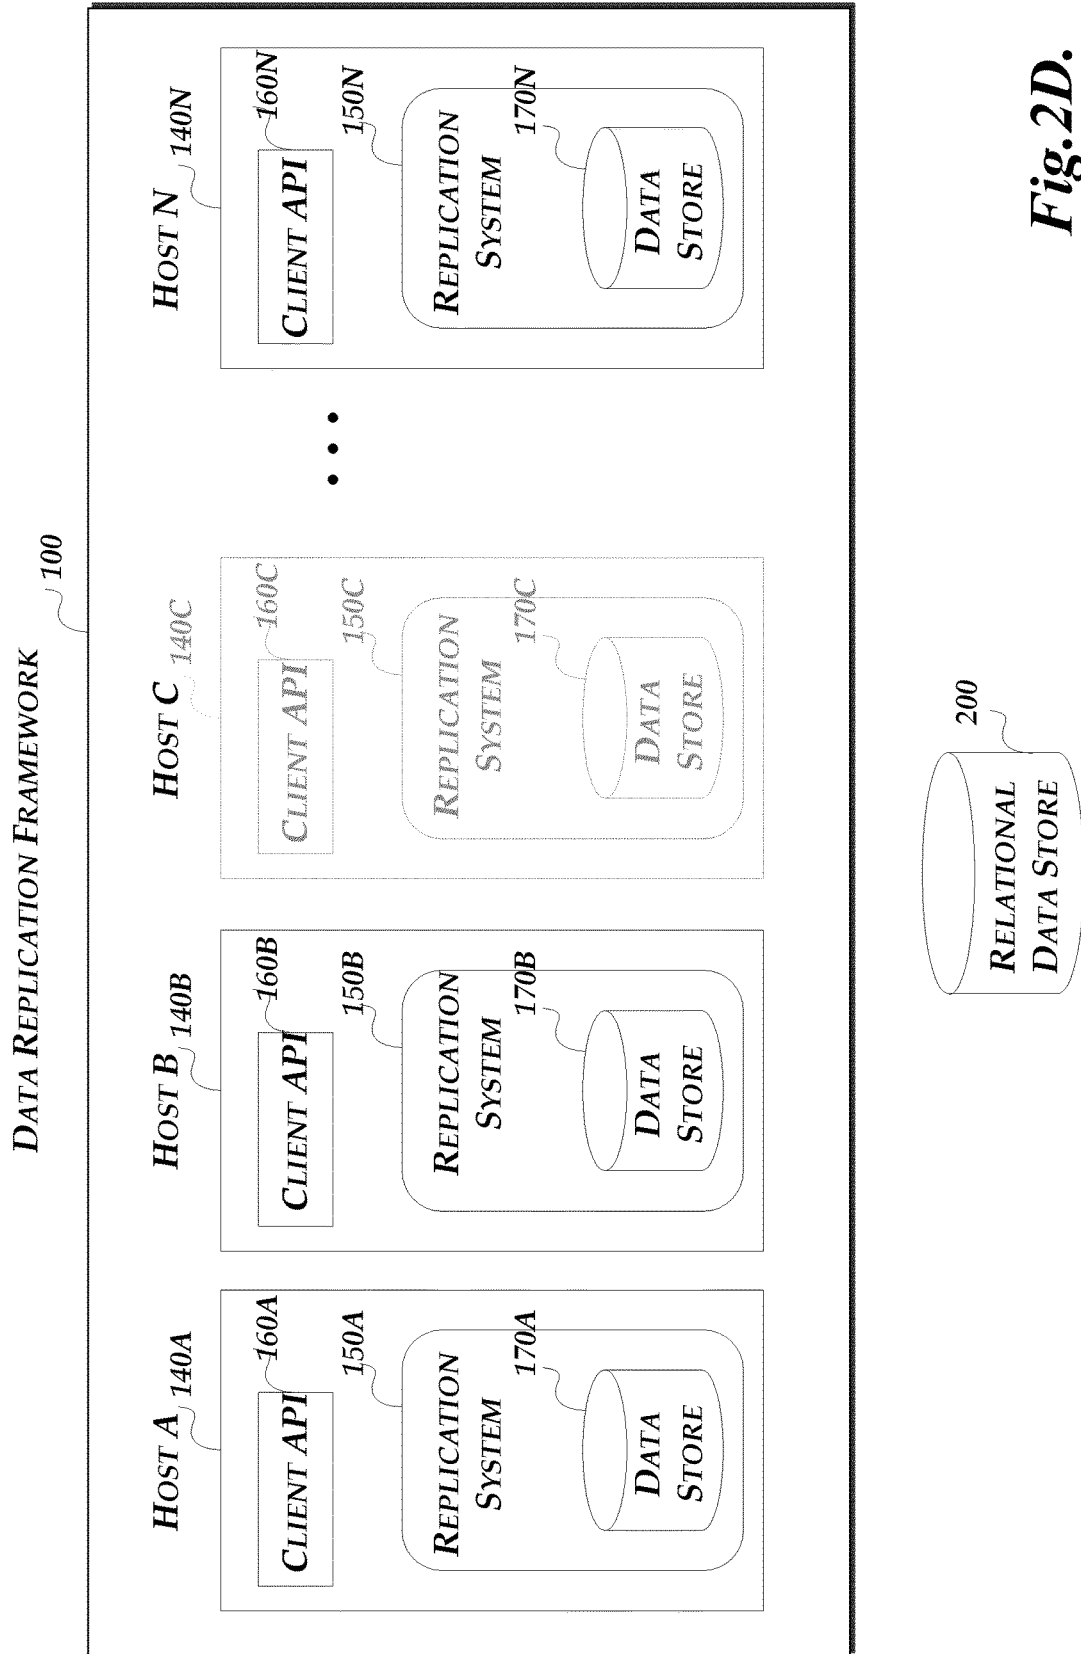 DATA REPLICATION FRAMEWORK
100
HOST A
140A
160A
CLIENT API
150A
REPLICATION
SYSTEM
170A
DATA
STORE
HOST B
140B
160B
CLIENT API
150B
REPLICATION
SYSTEM
170B
DATA
STORE
HOST C
140C
160C
CLIENT API
150C
REPLICATION
SYSTEM
170C
DATA
STORE
HOST N
140N
160N
CLIENT API
150N
REPLICATION
SYSTEM
170N
DATA
STORE
200
RELATIONAL
DATA STORE
Fig.2D.